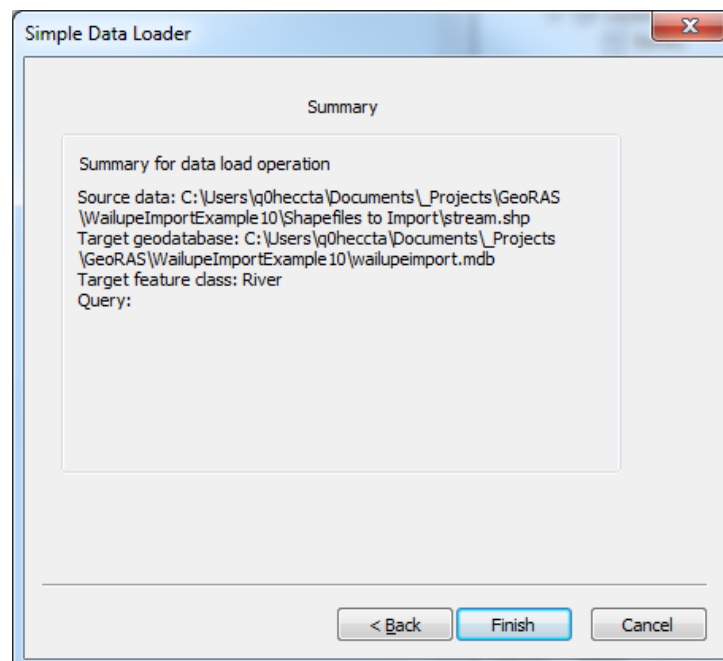 Simple Data Loader
Summary
Summary for data load operation
Source data: C:\Users\q0heccta\Documents\_Projects\GeoRAS
\WailupeImportExample10\Shapefiles to Import\stream.shp
Target geodatabase: C:\Users\q0heccta\Documents\_Projects
\GeoRAS\WailupeImportExample10\wailupeimport.mdb
Target feature class: River
Query:
< Back Finish Cancel